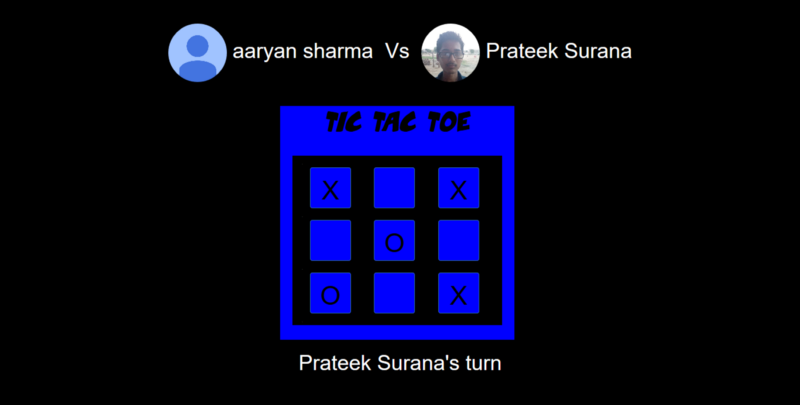 aaryan sharma Vs Prateek Surana
TIC TAC TOE
X X
O
O X
Prateek Surana's turn